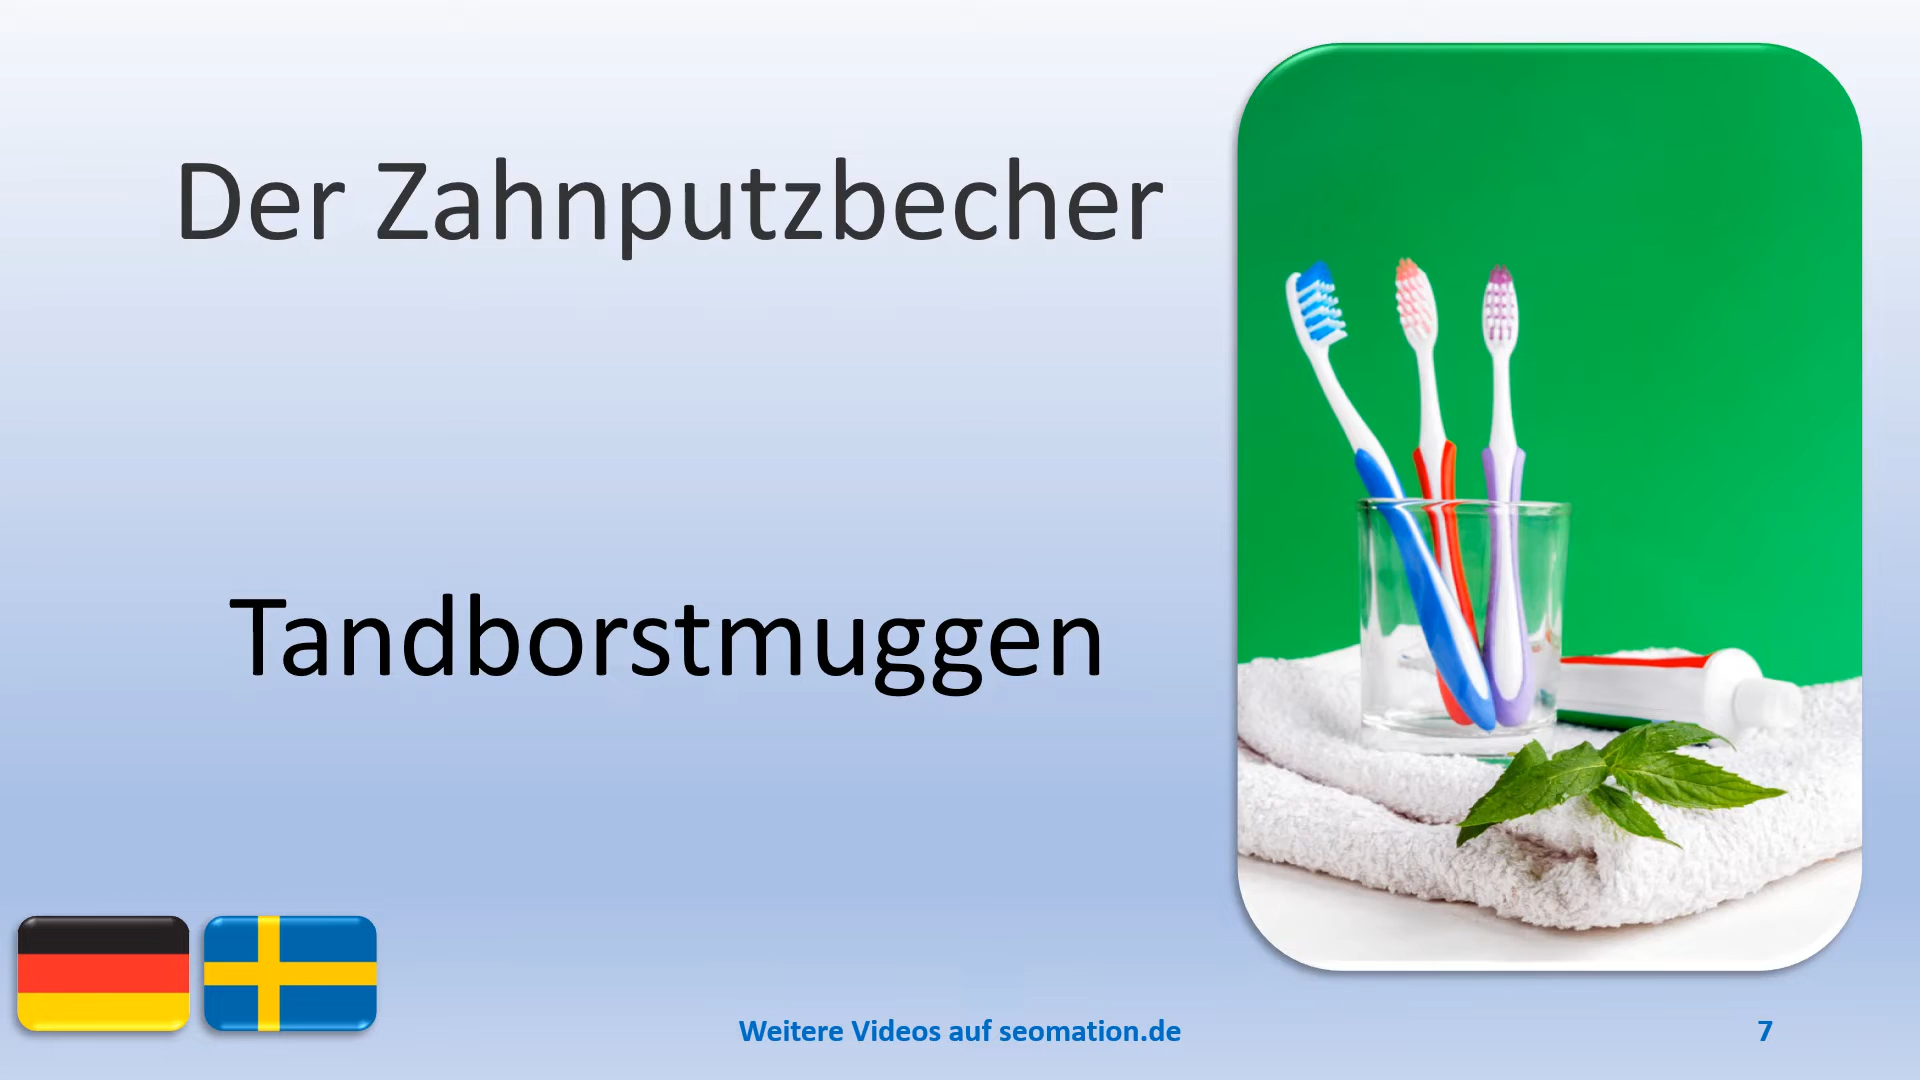 Der Zahnputzbecher
Tandborstmuggen
Weitere Videos auf seomation.de
7